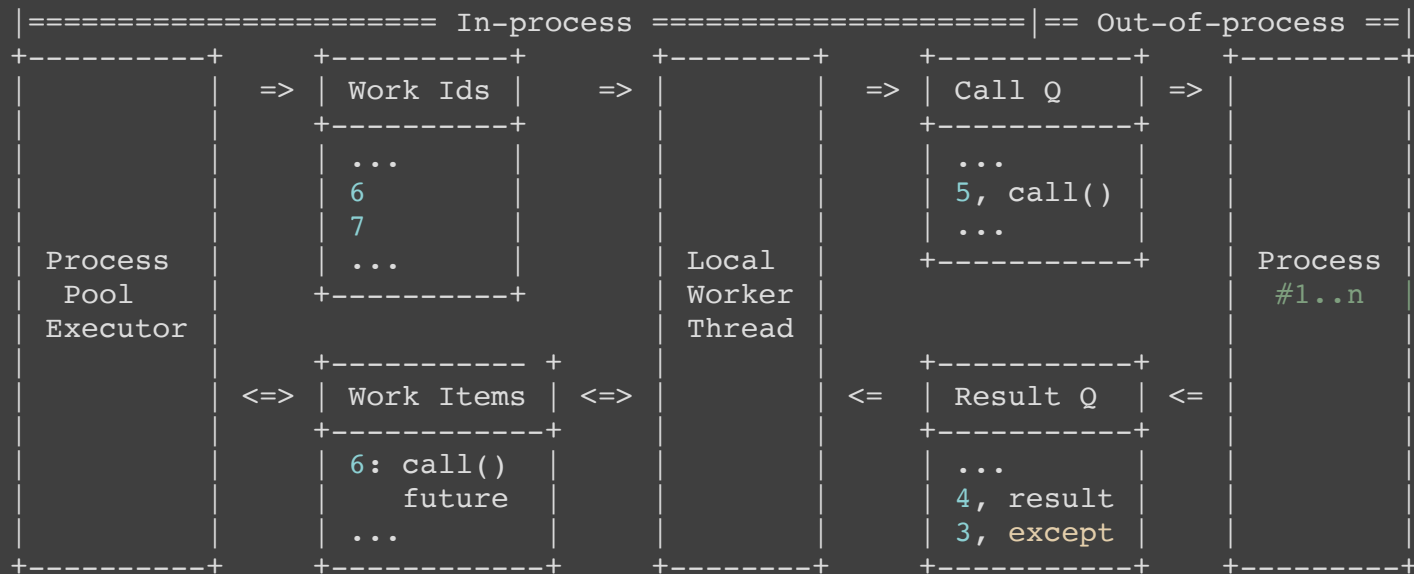 |======================= In-process =====================|== Out-of-process ==|
+----------+     +----------+       +--------+     +-----------+    +---------+
|          |  => | Work Ids |    => |        |  => | Call Q    | => |         |
|          |     +----------+       |        |     +-----------+    |         |
|          |     | ...      |       |        |     | ...       |    |         |
|          |     | 6        |       |        |     | 5, call() |    |         |
|          |     | 7        |       |        |     | ...       |    |         |
| Process  |     | ...      |       | Local  |     +-----------+    | Process |
|  Pool    |     +----------+       | Worker |                      |  #1..n  |
| Executor |                        | Thread |                      |         |
|          |     +----------- +     |        |     +-----------+    |         |
|          | <=> | Work Items | <=> |        | <=  | Result Q  | <= |         |
|          |     +------------+     |        |     +-----------+    |         |
|          |     | 6: call()  |     |        |     | ...       |    |         |
|          |     |    future  |     |        |     | 4, result |    |         |
|          |     | ...        |     |        |     | 3, except |    |         |
+----------+     +------------+     +--------+     +-----------+    +---------+